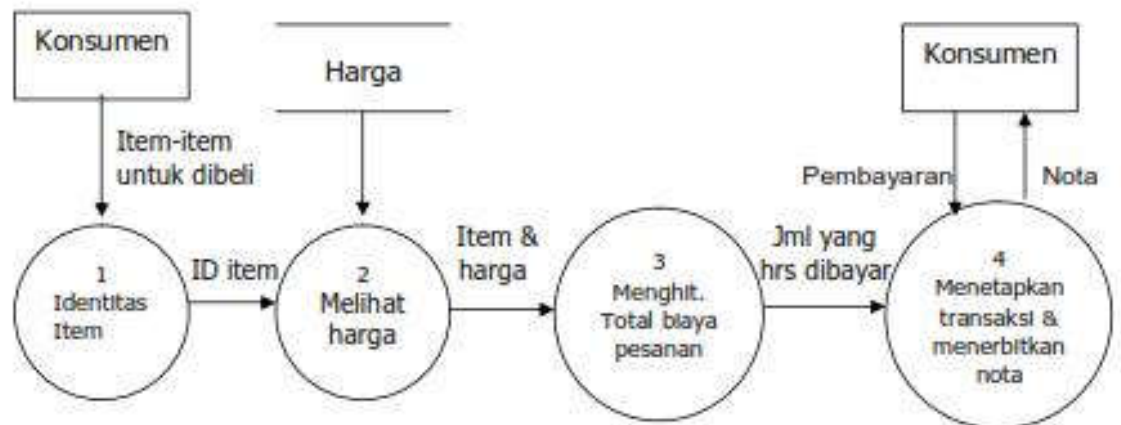 Konsumen
Harga
Konsumen
Item-item
untuk dibeli
Pembayaran
Nota
1
Identitas
Item
ID item
2
Melihat
harga
Item &
harga
3
Menghit.
Total biaya
pesanan
Jml yang
hrs dibayar
4
Menetapkan
transaksi &
menerbitkan
nota